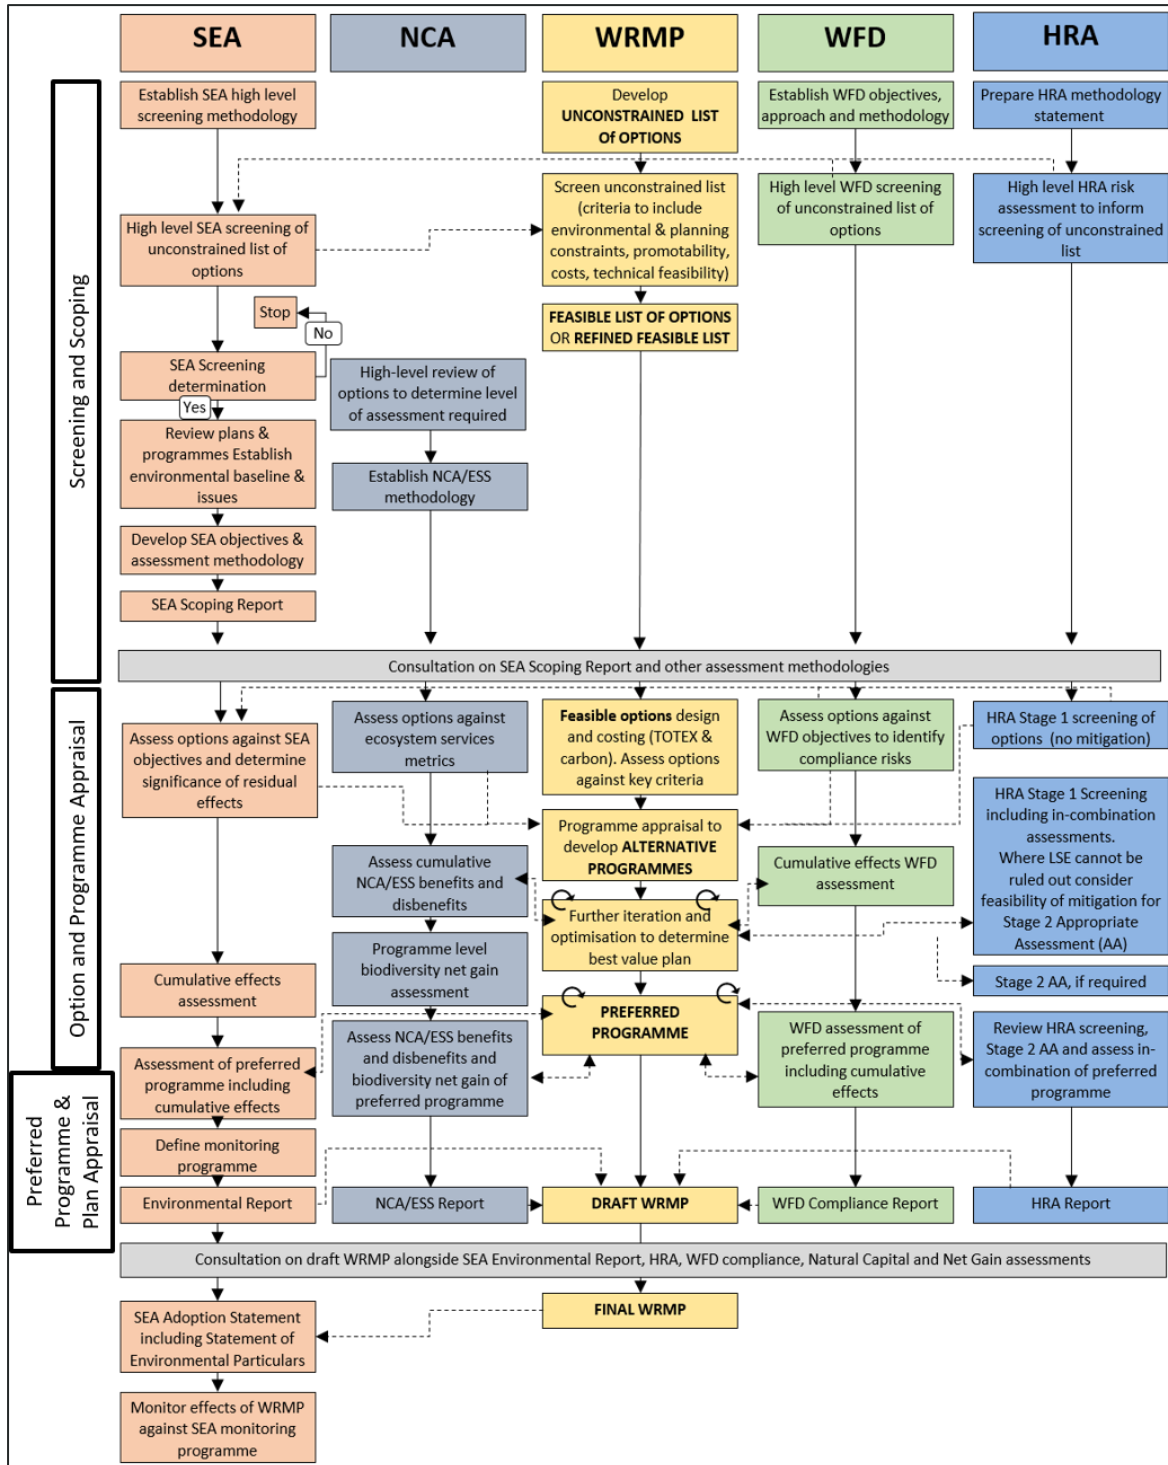 SEA
NCA
WRMP
WFD
HRA
Screening and Scoping
Establish SEA high level
screening methodology
Develop
UNCONSTRAINED LIST
Of OPTIONS
Establish WFD objectives,
approach and methodology
Prepare HRA methodology
statement
High level SEA screening of
unconstrained list of
options
Screen unconstrained list
(criteria to include
environmental & planning
constraints, promotability,
costs, technical feasibility)
High level WFD screening
of unconstrained list of
options
High level HRA risk
assessment to inform
screening of unconstrained
list
Stop
No
FEASIBLE LIST OF OPTIONS
OR REFINED FEASIBLE LIST
SEA Screening
determination
Yes
High-level review of
options to determine level
of assessment required
Review plans &
programmes Establish
environmental baseline &
issues
Establish NCA/ESS
methodology
Develop SEA objectives &
assessment methodology
SEA Scoping Report
Consultation on SEA Scoping Report and other assessment methodologies
Option and Programme Appraisal
Assess options against SEA
objectives and determine
significance of residual
effects
Assess options against
ecosystem services
metrics
Feasible options design
and costing (TOTEX &
carbon). Assess options
against key criteria
Assess options against
WFD objectives to identify
compliance risks
HRA Stage 1 screening of
options (no mitigation)
HRA Stage 1 Screening
including in-combination
assessments.
Where LSE cannot be
ruled out consider
feasibility of mitigation for
Stage 2 Appropriate
Assessment (AA)
Programme appraisal to
develop ALTERNATIVE
PROGRAMMES
Assess cumulative
NCA/ESS benefits and
disbenefits
Cumulative effects WFD
assessment
Further iteration and
optimisation to determine
best value plan
Programme level
biodiversity net gain
assessment
Cumulative effects
assessment
Stage 2 AA, if required
PREFERRED
PROGRAMME
Assess NCA/ESS benefits
and disbenefits and
biodiversity net gain of
preferred programme
WFD assessment of
preferred programme
including cumulative
effects
Review HRA screening,
Stage 2 AA and assess in-
combination of preferred
programme
Preferred
Programme &
Plan Appraisal
Assessment of preferred
programme including
cumulative effects
Define monitoring
programme
Environmental Report
NCA/ESS Report
DRAFT WRMP
WFD Compliance Report
HRA Report
Consultation on draft WRMP alongside SEA Environmental Report, HRA, WFD compliance, Natural Capital and Net Gain assessments
SEA Adoption Statement
including Statement of
Environmental Particulars
FINAL WRMP
Monitor effects of WRMP
against SEA monitoring
programme